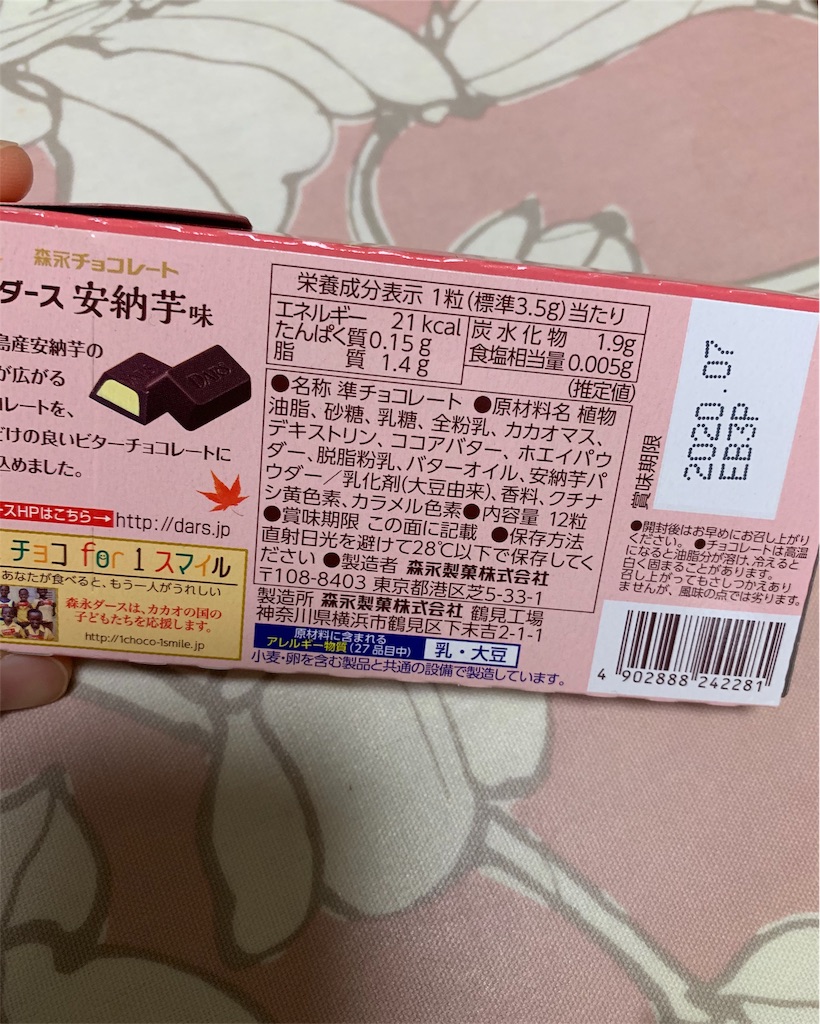 森永チョコレート
ダース 安納芋味
島産安納芋の
が広がる
コレートを、
だけの良いビターチョコレートに
込めました。
DARS
スHPはこちら→ http://dars.jp
チョコ for 1 スマイル
あなたが食べると、もう一人がうれしい
森永ダースは、カカオの国の
子どもたちを応援します。
http://1choco-1smile.jp
栄養成分表示 1粒(標準3.5g)当たり
エネルギー 21kcal
たんぱく質 0.15g
脂質 1.4g
炭水化物 1.9g
食塩相当量 0.005g
(推定値)
●名称 準チョコレート ●原材料名 植物
油脂、砂糖、乳糖、全粉乳、カカオマス、
デキストリン、ココアバター、ホエイパウ
ダー、脱脂粉乳、バターオイル、安納芋パ
ウダー/乳化剤(大豆由来)、香料、クチナ
シ黄色素、カラメル色素●内容量 12粒
●賞味期限 この面に記載 ●保存方法
直射日光を避けて28℃以下で保存してく
ださい ●製造者 森永製菓株式会社
〒108-8403 東京都港区芝5-33-1
製造所 森永製菓株式会社 鶴見工場
神奈川県横浜市鶴見区下末吉2-1-1
原材料に含まれる
アレルギー物質(27品目中)
乳・大豆
小麦・卵を含む製品と共通の設備で製造しています。
賞味期限
2020.07
EB3P
●開封後はお早めにお召し上がり
ください。 ●チョコレートは高温
になると油脂分が溶け、冷えると
白く固まることがあります。
召し上がってもさしつかえあり
ませんが、風味の点では劣ります。
4 902888 242281